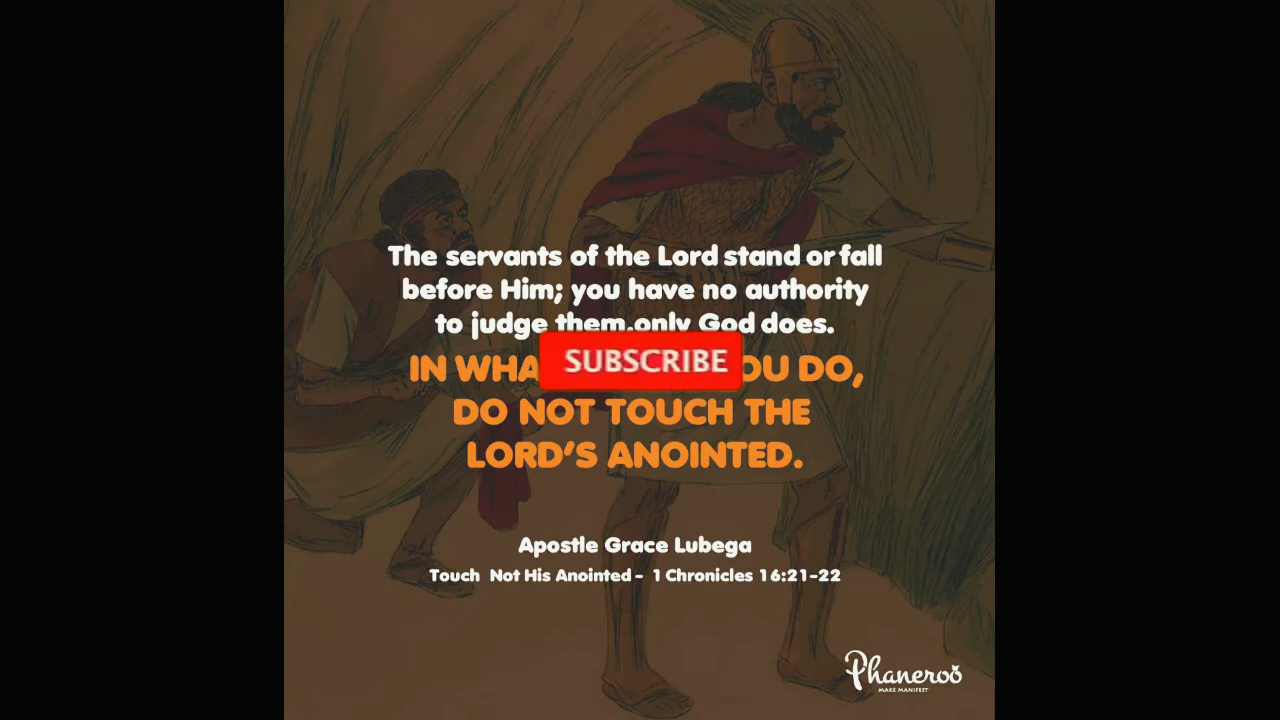 The servants of the Lord stand or fall
before Him; you have no authority
to judge them,only God does.
IN WHA OU DO,
SUBSCRIBE
DO NOT TOUCH THE
LORD'S ANOINTED.
Apostle Grace Lubega
Touch Not His Anointed - 1 Chronicles 16:21-22
Phaneroo
MAKE MANIFEST